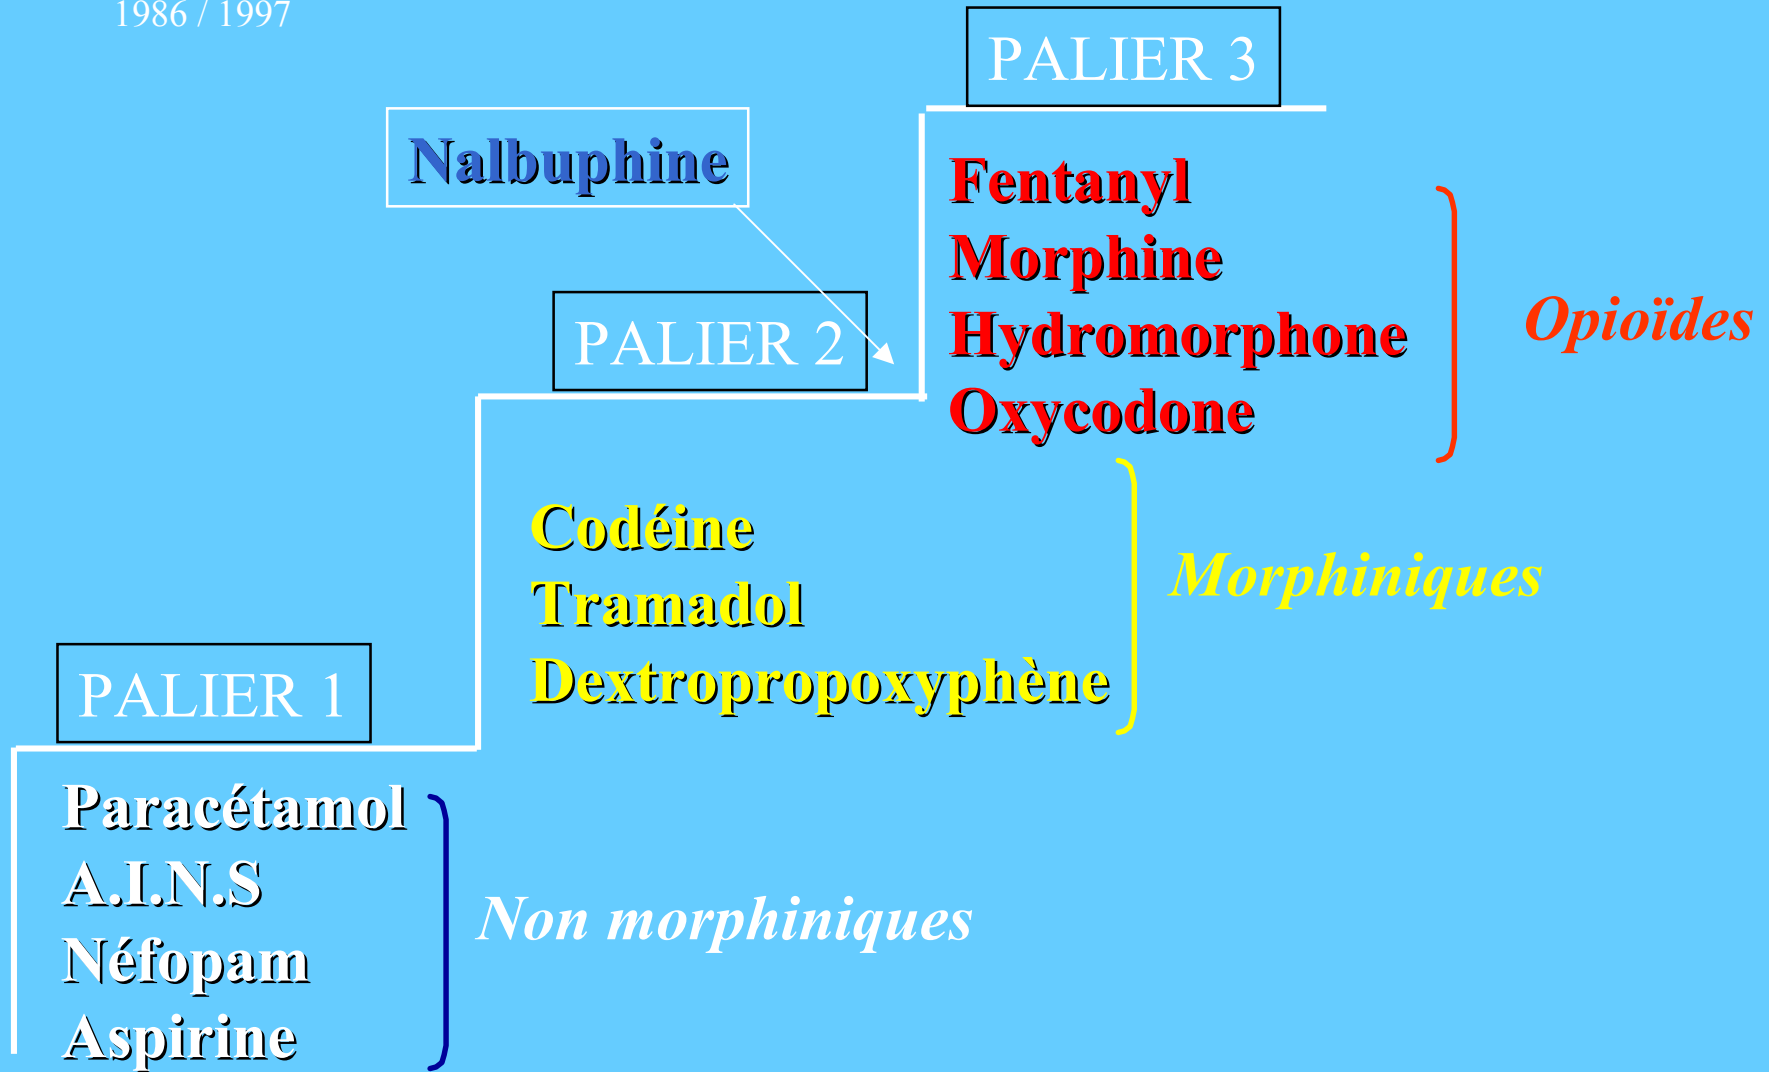 1986 / 1997
PALIER 3
Nalbuphine
Fentanyl
Morphine
Hydromorphone
Oxycodone
Opioïdes
PALIER 2
Codéine
Tramadol
Dextropropoxyphène
Morphiniques
PALIER 1
Paracétamol
A.I.N.S
Néfopam
Aspirine
Non morphiniques